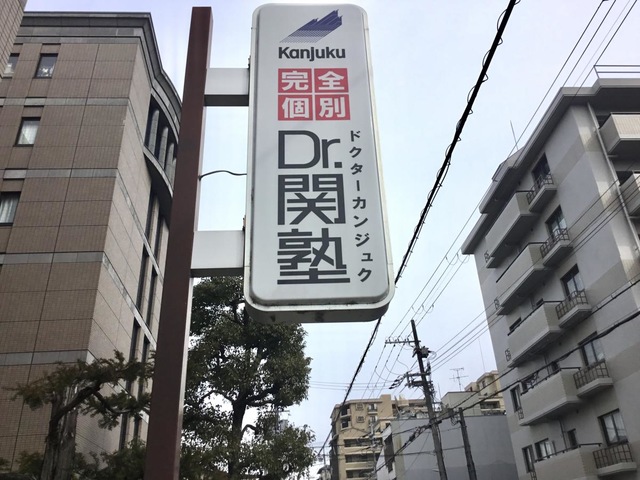 Kanjuku
完全
個別
Dr.関塾
ドクターカンジュク